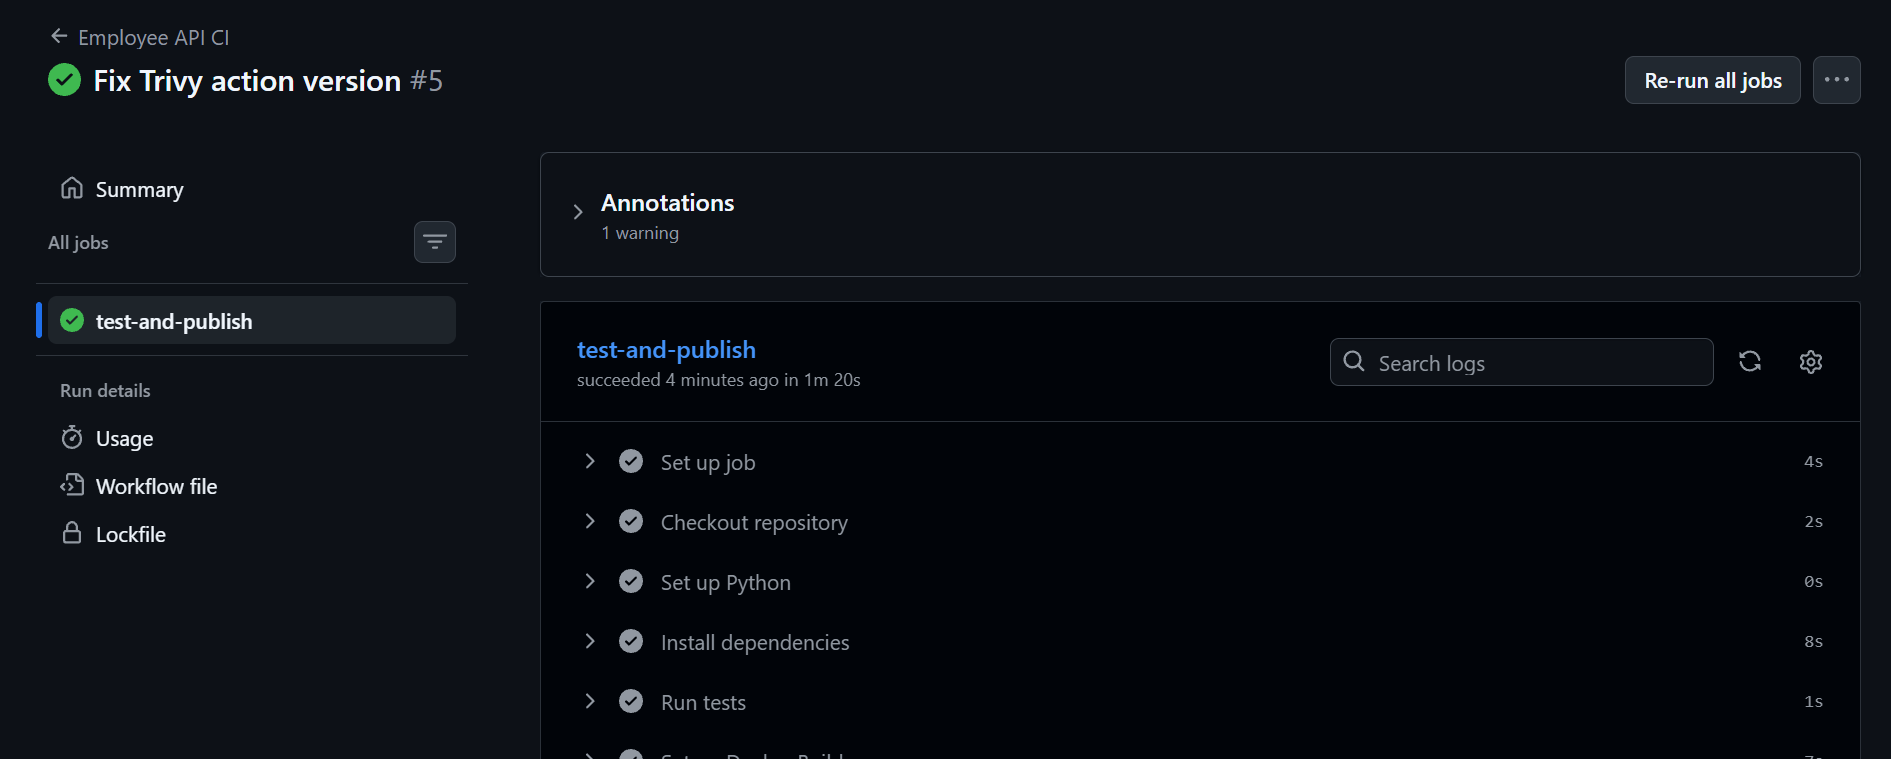 Employee API CI
Fix Trivy action version #5
Re-run all jobs
Summary
All jobs
test-and-publish
Run details
Usage
Workflow file
Lockfile
Annotations
1 warning
test-and-publish
succeeded 4 minutes ago in 1m 20s
Search logs
Set up job 4s
Checkout repository 2s
Set up Python 0s
Install dependencies 8s
Run tests 1s